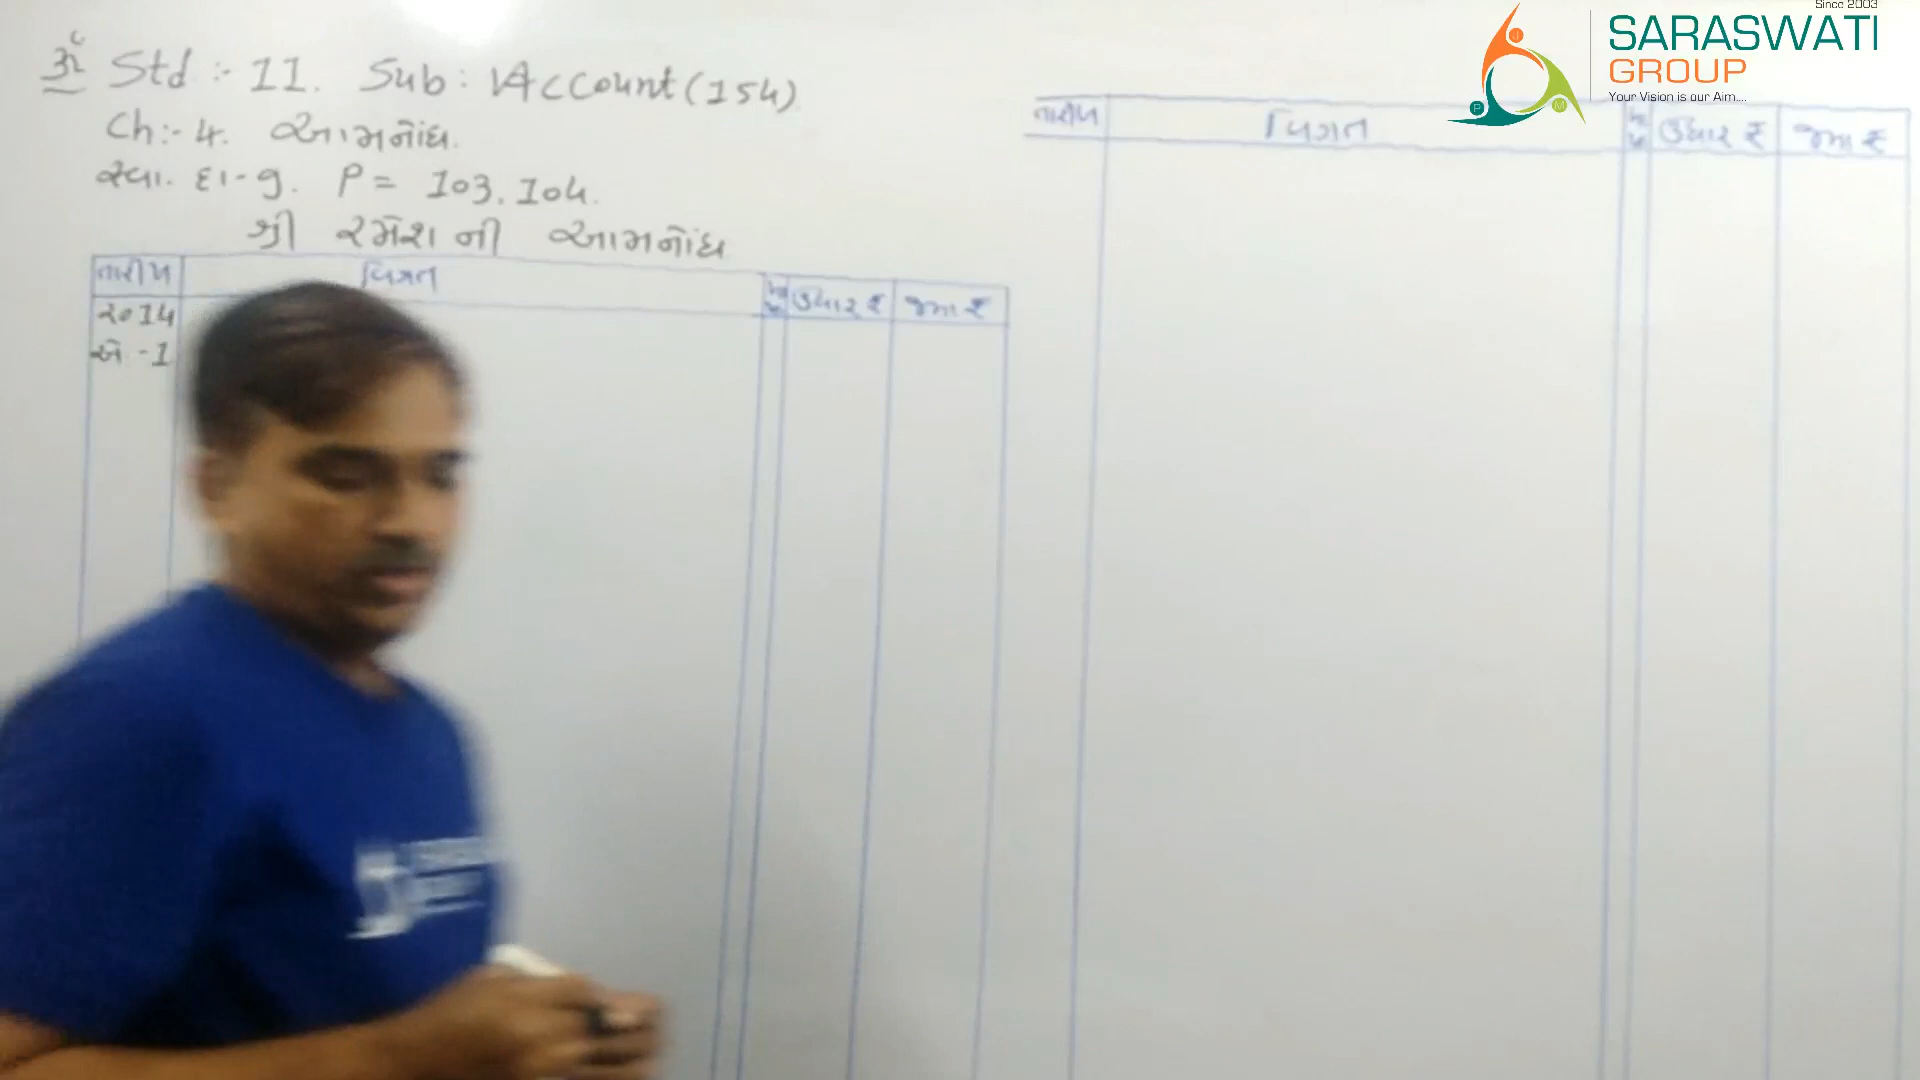 ૐ Std :- 11. Sub : Account (154)
Ch:- 4. આમનોંધ.
સ્વા. દા-૧. P = 103, 104.
શ્રી રમેશ ની આમનોંધ
તારીખ વિગત ખા પા ઉધાર ₹ જમા ₹
2014
એ -1
તારીખ વિગત ખા પા ઉધાર ₹ જમા ₹
Since 2003
SARASWATI
GROUP
Your Vision is our Aim....
J
P
M